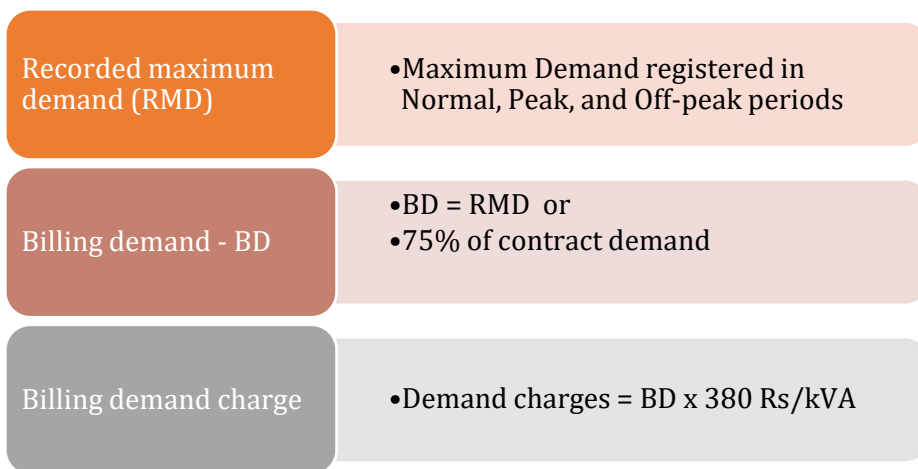 Recorded maximum
demand (RMD)
•Maximum Demand registered in
Normal, Peak, and Off-peak periods
Billing demand - BD
•BD = RMD or
•75% of contract demand
Billing demand charge
•Demand charges = BD x 380 Rs/kVA